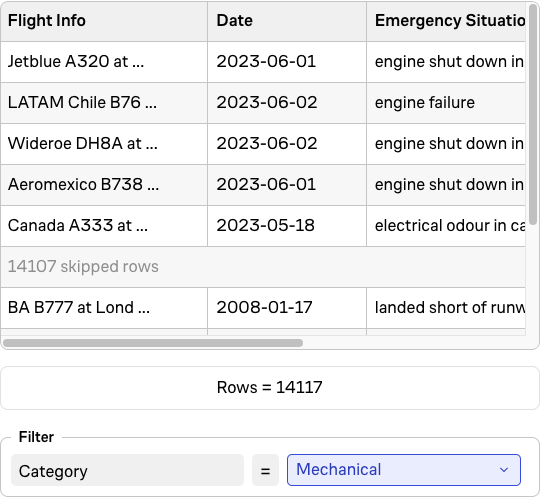 Flight Info Date Emergency Situatio
Jetblue A320 at ... 2023-06-01 engine shut down in
LATAM Chile B76 ... 2023-06-02 engine failure
Wideroe DH8A at ... 2023-06-02 engine shut down in
Aeromexico B738 ... 2023-06-01 engine shut down in
Canada A333 at ... 2023-05-18 electrical odour in ca
14107 skipped rows
BA B777 at Lond ... 2008-01-17 landed short of runw
Rows = 14117
Filter
Category = Mechanical